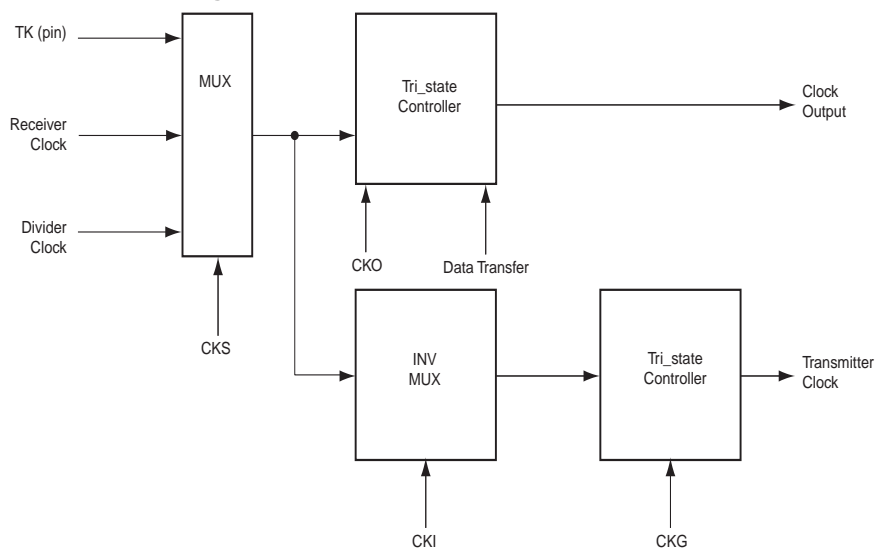 TK (pin)
MUX
Tri_state
Controller
Clock
Output
Receiver
Clock
Divider
Clock
CKO
Data Transfer
CKS
INV
MUX
Tri_state
Controller
Transmitter
Clock
CKI
CKG